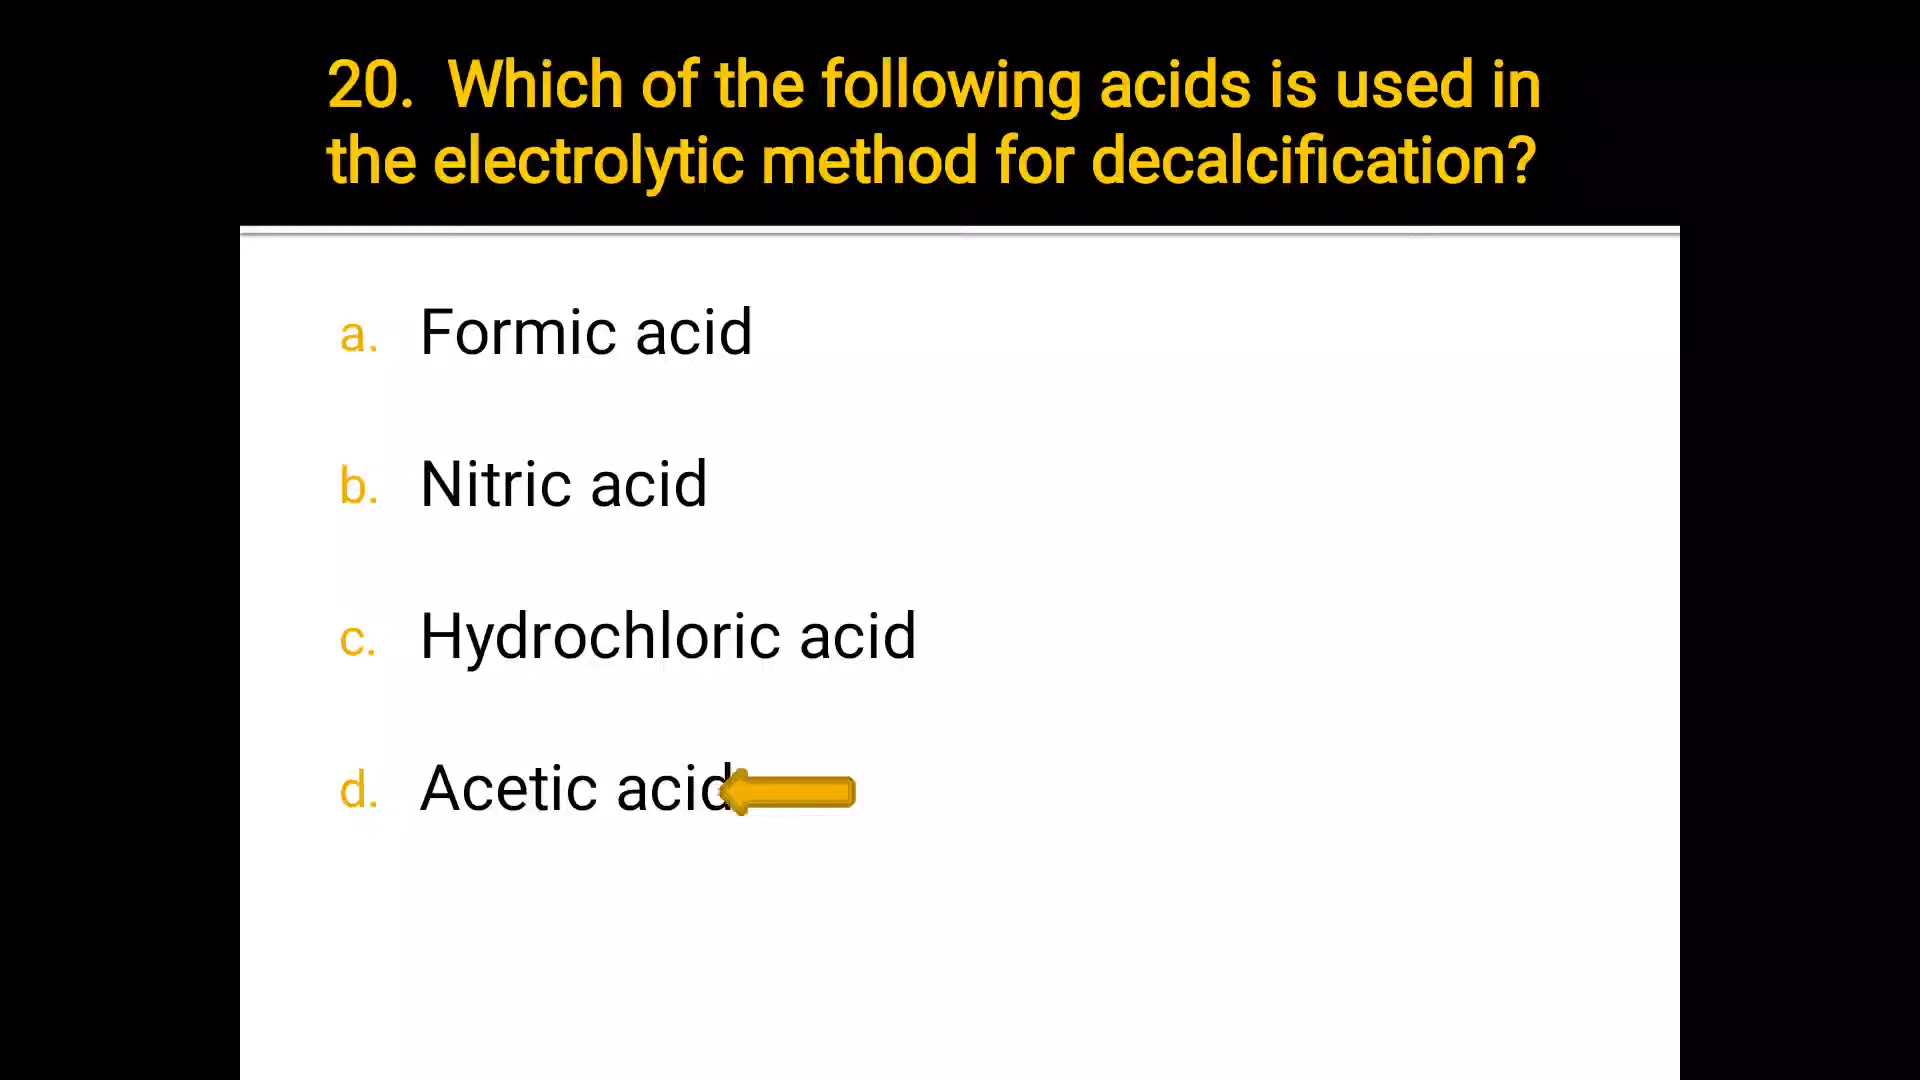 20. Which of the following acids is used in
the electrolytic method for decalcification?
a. Formic acid
b. Nitric acid
c. Hydrochloric acid
d. Acetic acid